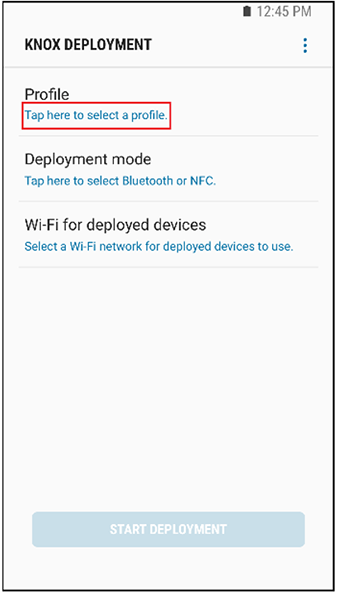 12:45 PM
KNOX DEPLOYMENT
Profile
Tap here to select a profile.
Deployment mode
Tap here to select Bluetooth or NFC.
Wi-Fi for deployed devices
Select a Wi-Fi network for deployed devices to use.
START DEPLOYMENT